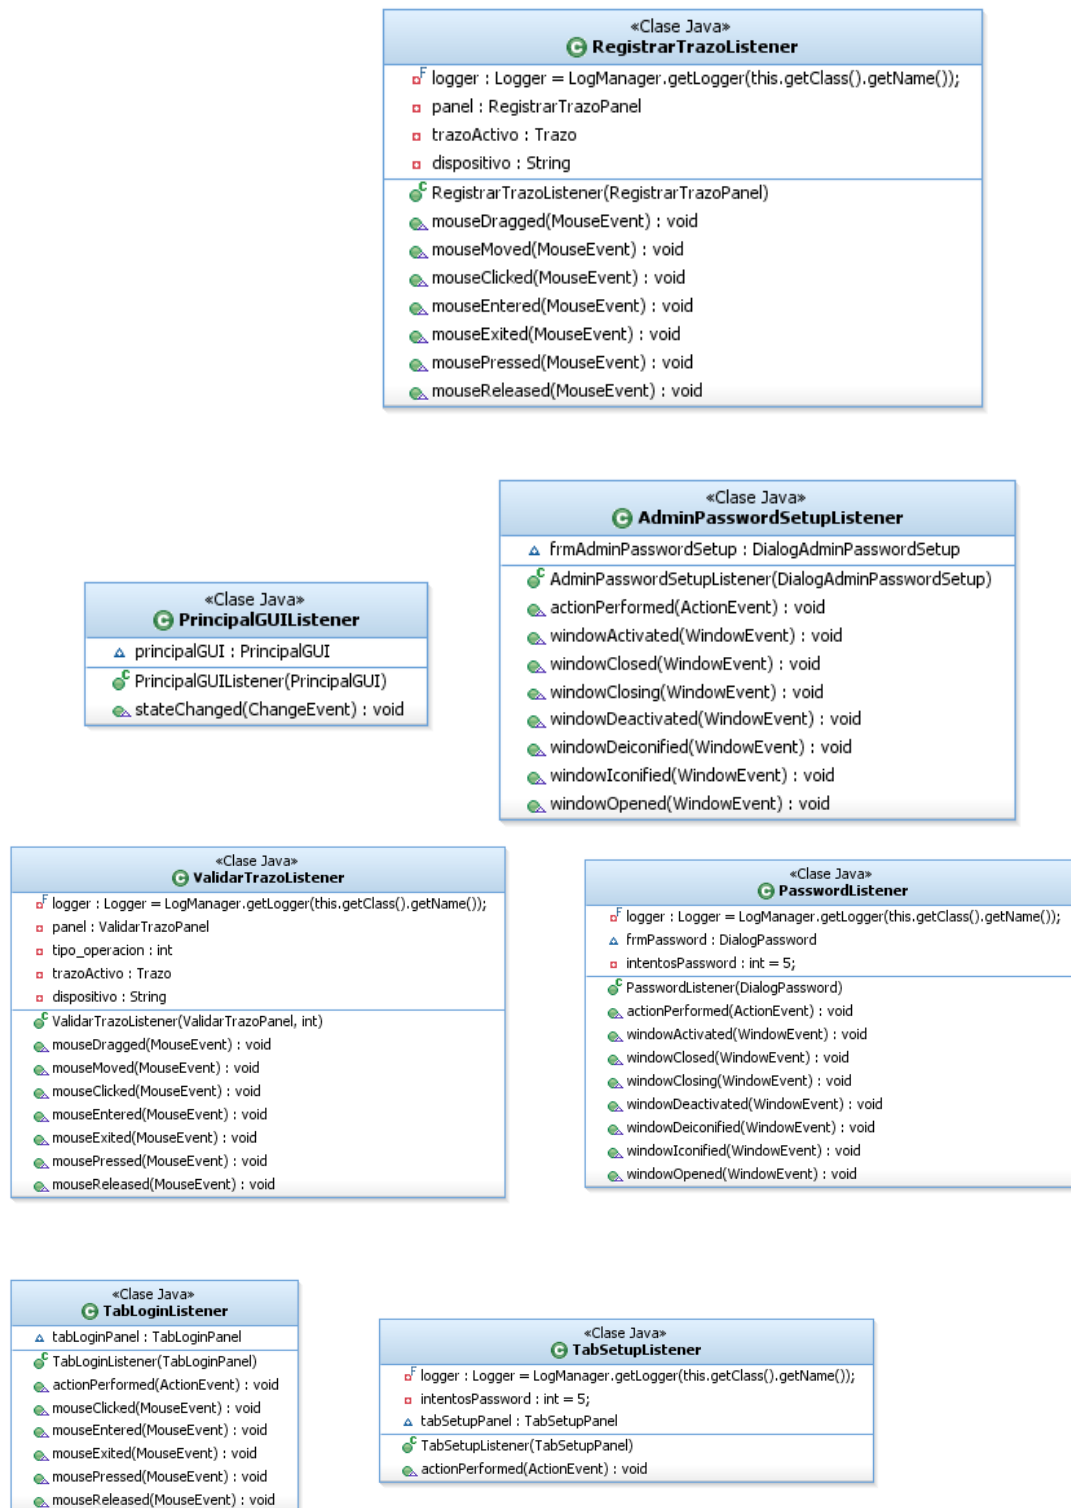 «Clase Java»
RegistrarTrazoListener
logger : Logger = LogManager.getLogger(this.getClass().getName());
panel : RegistrarTrazoPanel
trazoActivo : Trazo
dispositivo : String
RegistrarTrazoListener(RegistrarTrazoPanel)
mouseDragged(MouseEvent) : void
mouseMoved(MouseEvent) : void
mouseClicked(MouseEvent) : void
mouseEntered(MouseEvent) : void
mouseExited(MouseEvent) : void
mousePressed(MouseEvent) : void
mouseReleased(MouseEvent) : void
«Clase Java»
AdminPasswordSetupListener
frmAdminPasswordSetup : DialogAdminPasswordSetup
AdminPasswordSetupListener(DialogAdminPasswordSetup)
actionPerformed(ActionEvent) : void
windowActivated(WindowEvent) : void
windowClosed(WindowEvent) : void
windowClosing(WindowEvent) : void
windowDeactivated(WindowEvent) : void
windowDeiconified(WindowEvent) : void
windowIconified(WindowEvent) : void
windowOpened(WindowEvent) : void
«Clase Java»
PrincipalGUIListener
principalGUI : PrincipalGUI
PrincipalGUIListener(PrincipalGUI)
stateChanged(ChangeEvent) : void
«Clase Java»
ValidarTrazoListener
logger : Logger = LogManager.getLogger(this.getClass().getName());
panel : ValidarTrazoPanel
tipo_operacion : int
trazoActivo : Trazo
dispositivo : String
ValidarTrazoListener(ValidarTrazoPanel, int)
mouseDragged(MouseEvent) : void
mouseMoved(MouseEvent) : void
mouseClicked(MouseEvent) : void
mouseEntered(MouseEvent) : void
mouseExited(MouseEvent) : void
mousePressed(MouseEvent) : void
mouseReleased(MouseEvent) : void
«Clase Java»
PasswordListener
logger : Logger = LogManager.getLogger(this.getClass().getName());
frmPassword : DialogPassword
intentosPassword : int = 5;
PasswordListener(DialogPassword)
actionPerformed(ActionEvent) : void
windowActivated(WindowEvent) : void
windowClosed(WindowEvent) : void
windowClosing(WindowEvent) : void
windowDeactivated(WindowEvent) : void
windowDeiconified(WindowEvent) : void
windowIconified(WindowEvent) : void
windowOpened(WindowEvent) : void
«Clase Java»
TabLoginListener
tabLoginPanel : TabLoginPanel
TabLoginListener(TabLoginPanel)
actionPerformed(ActionEvent) : void
mouseClicked(MouseEvent) : void
mouseEntered(MouseEvent) : void
mouseExited(MouseEvent) : void
mousePressed(MouseEvent) : void
mouseReleased(MouseEvent) : void
«Clase Java»
TabSetupListener
logger : Logger = LogManager.getLogger(this.getClass().getName());
intentosPassword : int = 5;
tabSetupPanel : TabSetupPanel
TabSetupListener(TabSetupPanel)
actionPerformed(ActionEvent) : void